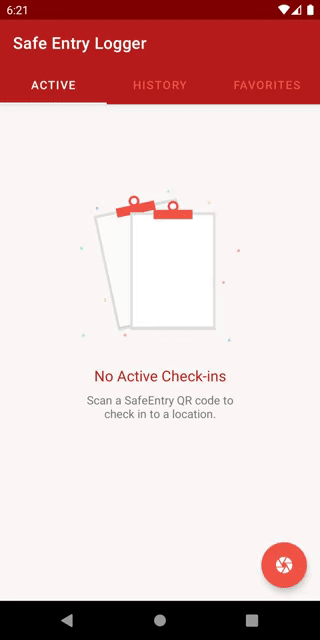 6:21
Safe Entry Logger
ACTIVE HISTORY FAVORITES
No Active Check-ins
Scan a SafeEntry QR code to
check in to a location.